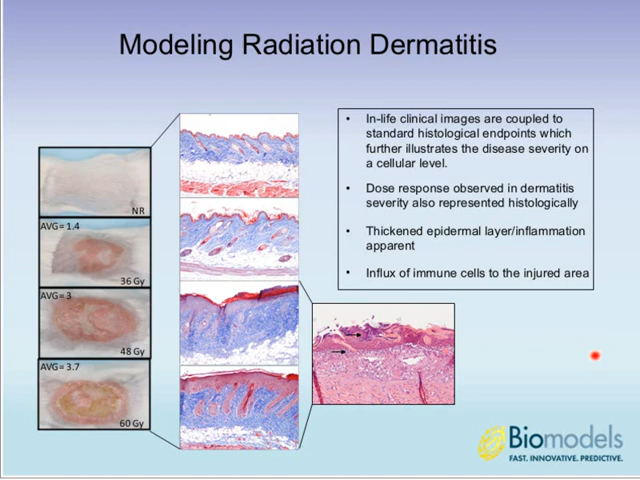 Modeling Radiation Dermatitis
NR
AVG= 1.4
36 Gy
AVG= 3
48 Gy
AVG= 3.7
60 Gy
• In-life clinical images are coupled to
standard histological endpoints which
further illustrates the disease severity on
a cellular level.
• Dose response observed in dermatitis
severity also represented histologically
• Thickened epidermal layer/inflammation
apparent
• Influx of immune cells to the injured area
Biomodels
FAST. INNOVATIVE. PREDICTIVE.